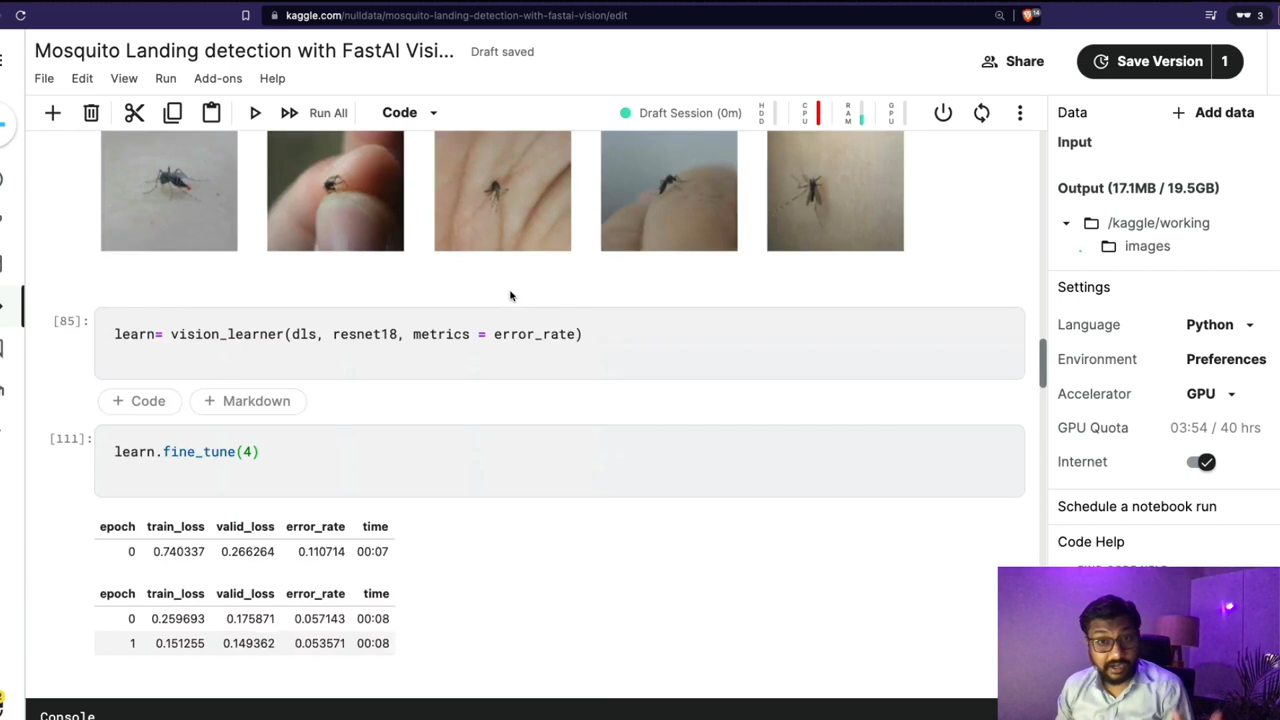 kaggle.com/nulldata/mosquito-landing-detection-with-fastai-vision/edit
14
3
Mosquito Landing detection with FastAI Visi...
Draft saved
Share
Save Version
1
File
Edit
View
Run
Add-ons
Help
Run All
Code
Draft Session (0m)
HDD
CPU
RAM
GPU
Data
Add data
Input
Output (17.1MB / 19.5GB)
/kaggle/working
images
[85]:
learn= vision_learner(dls, resnet18, metrics = error_rate)
+ Code
+ Markdown
[111]:
learn.fine_tune(4)
epoch train_loss valid_loss error_rate time
0 0.740337 0.266264 0.110714 00:07
epoch train_loss valid_loss error_rate time
0 0.259693 0.175871 0.057143 00:08
1 0.151255 0.149362 0.053571 00:08
Settings
Language Python
Environment Preferences
Accelerator GPU
GPU Quota 03:54 / 40 hrs
Internet
Schedule a notebook run
Code Help
Console